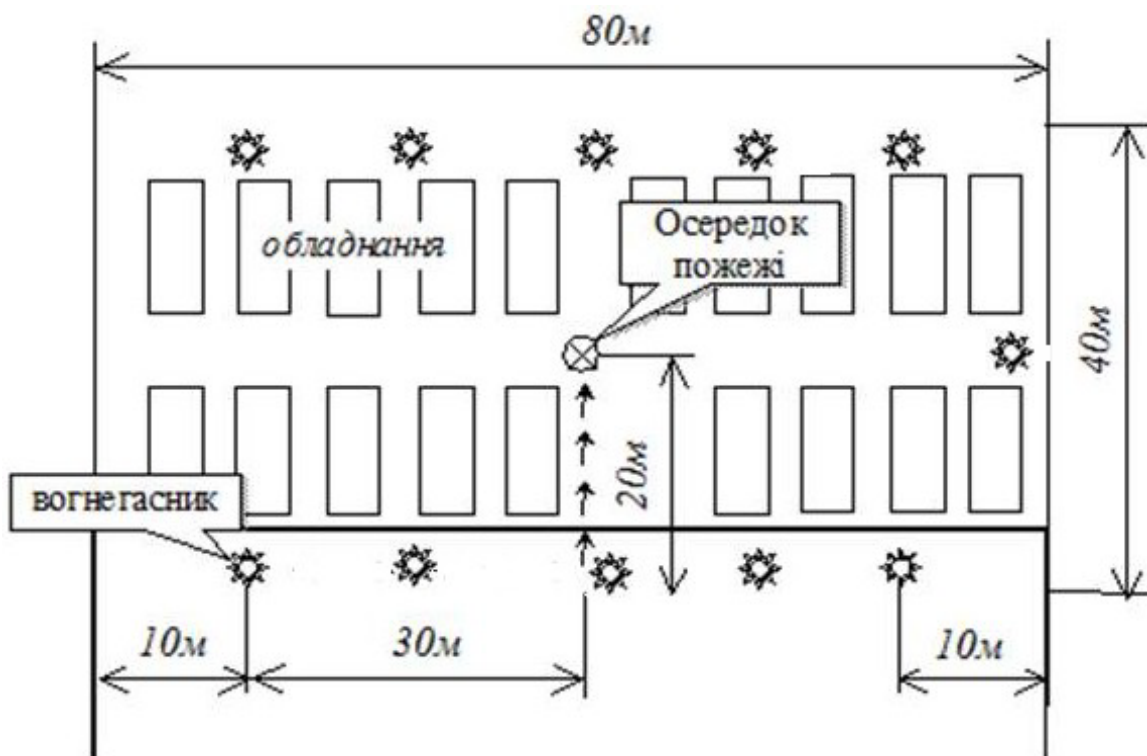 80м
обладнання
Осередок
пожежі
40м
20м
вогнегасник
10м
30м
10м